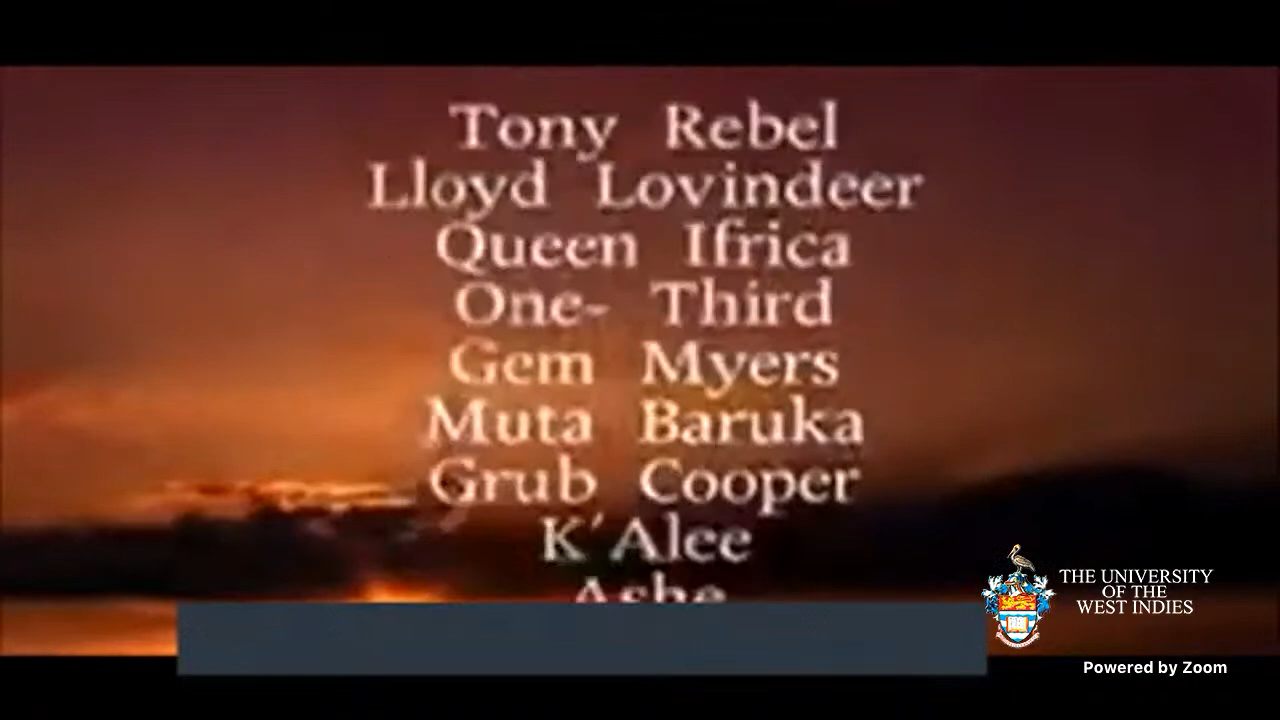 Tony Rebel
Lloyd Lovindeer
Queen Ifrica
One- Third
Gem Myers
Muta Baruka
Grub Cooper
K'Alee
Ashe
THE UNIVERSITY
OF THE
WEST INDIES
Powered by Zoom